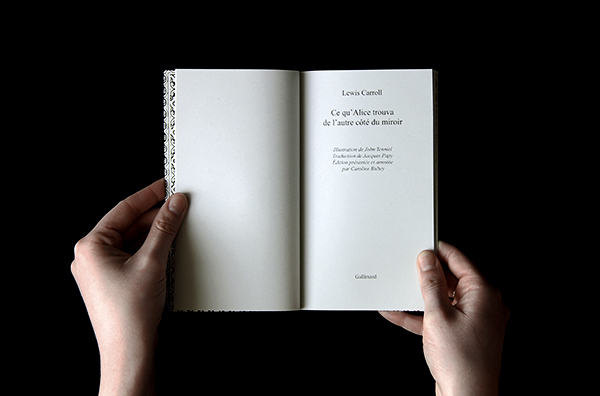 Lewis Carroll
Ce qu'Alice trouva
de l'autre côté du miroir
Illustration de John Tenniel
Traduction de Jacques Papy
Édition présentée et annotée
par Caroline Bubey
Gallimard